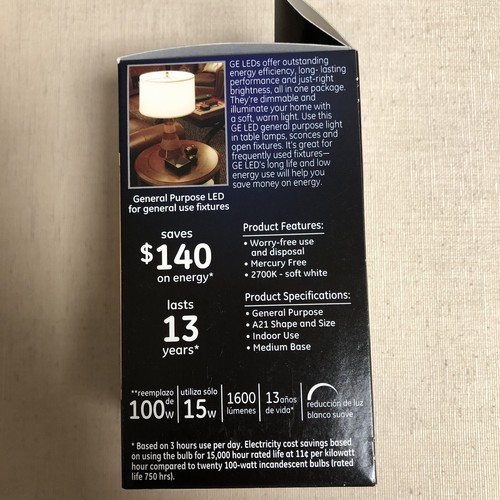 GE LEDs offer outstanding
energy efficiency, long- lasting
performance and just-right
brightness, all in one package.
They're dimmable and
illuminate your home with
a soft, warm light. Use this
GE LED general purpose light
in table lamps, sconces and
open fixtures. It's great for
frequently used fixtures—
GE LED's long life and low
energy use will help you
save money on energy.
General Purpose LED
for general use fixtures
saves
$140
on energy*
lasts
13
years*
Product Features:
• Worry-free use
and disposal
• Mercury Free
• 2700K - soft white
Product Specifications:
• General Purpose
• A21 Shape and Size
• Indoor Use
• Medium Base
**reemplazo
de
100W
utiliza sólo
15W
1600
lúmenes
13 años
de vida*
reducción de luz
blanco suave
* Based on 3 hours use per day. Electricity cost savings based
on using the bulb for 15,000 hour rated life at 11¢ per kilowatt
hour compared to twenty 100-watt incandescent bulbs (rated
life 750 hrs).